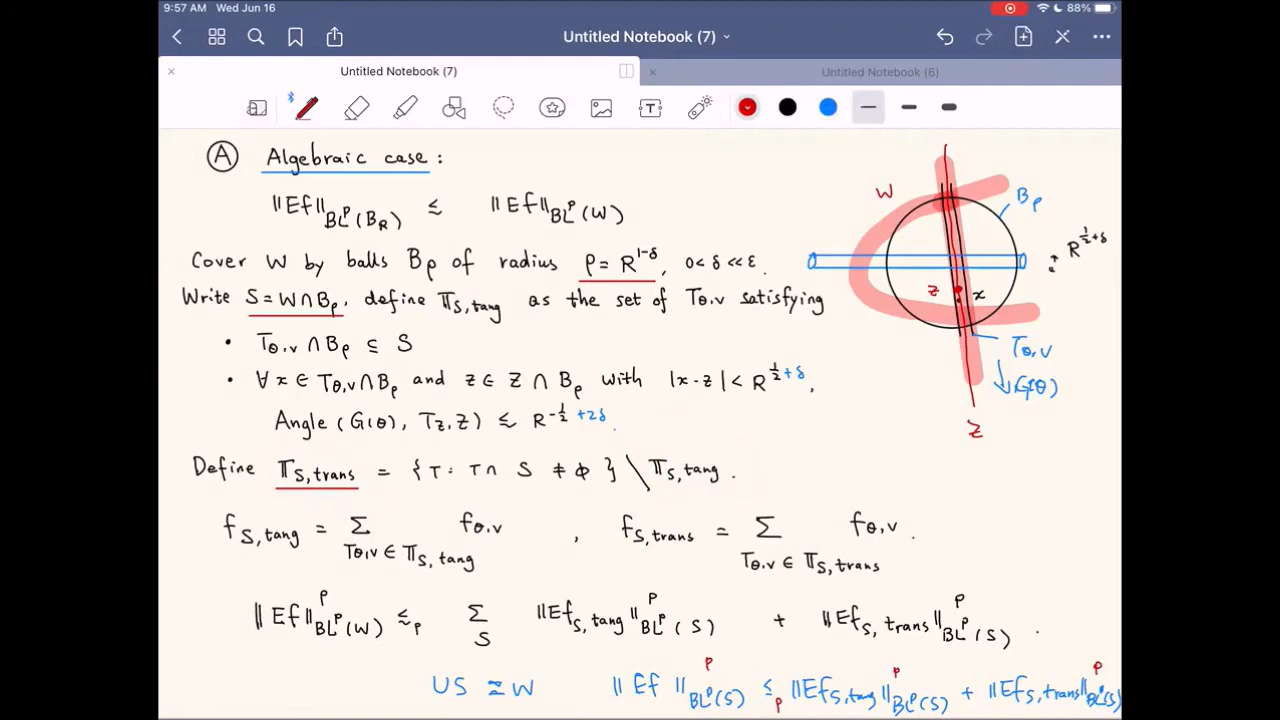 9:57 AM Wed Jun 16
88%
Untitled Notebook (7)
Untitled Notebook (7)
Untitled Notebook (6)
Ⓐ Algebraic case:
‖Ef‖_{BL^p(B_R)} ≲ ‖Ef‖_{BL^p(W)}
Cover W by balls B_ρ of radius ρ = R^{1-δ}, 0<δ<<ε.
Write S=W∩B_ρ, define 𝕋_{S,tang} as the set of T_{θ,v} satisfying
• T_{θ,v} ∩ B_ρ ⊆ S
• ∀x ∈ T_{θ,v}∩B_ρ and z ∈ Z ∩ B_ρ with |x-z| < R^{1/2+δ},
Angle (G(θ), T_zZ) ≲ R^{-1/2+2δ}.
Define 𝕋_{S,trans} = {T: T∩ S ≠ ∅} \ 𝕋_{S,tang}.
f_{S,tang} = Σ_{T_{θ,v} ∈ 𝕋_{S,tang}} f_{θ,v}, f_{S,trans} = Σ_{T_{θ,v} ∈ 𝕋_{S,trans}} f_{θ,v}.
‖Ef‖^p_{BL^p(W)} ≲_p Σ_S ‖Ef_{S,tang}‖^p_{BL^p(S)} + ‖Ef_{S,trans}‖^p_{BL^p(S)}.
US ≅ W ‖Ef‖^p_{BL^p(S)} ≲_p ‖Ef_{S,tang}‖^p_{BL^p(S)} + ‖Ef_{S,trans}‖^p_{BL^p(S)}
W
B_ρ
R^{1/2+δ}
z
x
T_{θ,v}
G(θ)
Z